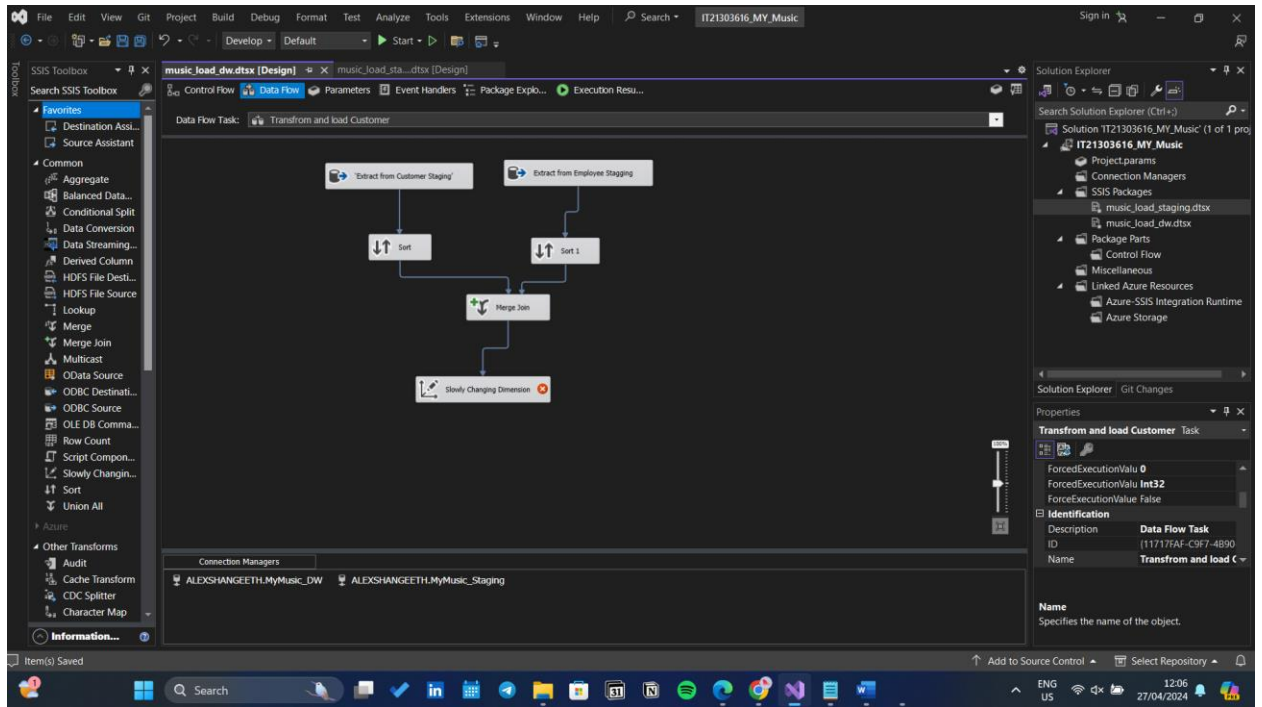 File Edit View Git Project Build Debug Format Test Analyze Tools Extensions Window Help Search IT21303616_MY_Music Sign in
Develop Default Start
Toolbox
SSIS Toolbox
Search SSIS Toolbox
Favorites
Destination Assi...
Source Assistant
Common
Aggregate
Balanced Data...
Conditional Split
Data Conversion
Data Streaming...
Derived Column
HDFS File Desti...
HDFS File Source
Lookup
Merge
Merge Join
Multicast
OData Source
ODBC Destinati...
ODBC Source
OLE DB Comma...
Row Count
Script Compon...
Slowly Changin...
Sort
Union All
Azure
Other Transforms
Audit
Cache Transform
CDC Splitter
Character Map
Information...
music_load_dw.dtsx [Design] music_load_sta....dtsx [Design]
Control Flow Data Flow Parameters Event Handlers Package Explo... Execution Resu...
Data Flow Task: Transfrom and load Customer
'Extract from Customer Staging'
Extract from Employee Stagging
Sort
Sort 1
Merge Join
Slowly Changing Dimension
100%
Connection Managers
ALEXSHANGEETH.MyMusic_DW ALEXSHANGEETH.MyMusic_Staging
Solution Explorer
Search Solution Explorer (Ctrl+;)
Solution 'IT21303616_MY_Music' (1 of 1 proj
IT21303616_MY_Music
Project.params
Connection Managers
SSIS Packages
music_load_staging.dtsx
music_load_dw.dtsx
Package Parts
Control Flow
Miscellaneous
Linked Azure Resources
Azure-SSIS Integration Runtime
Azure Storage
Solution Explorer Git Changes
Properties
Transfrom and load Customer Task
ForcedExecutionValu 0
ForcedExecutionValu Int32
ForceExecutionValue False
Identification
Description Data Flow Task
ID {11717FAF-C9F7-4B90-
Name Transfrom and load C
Name
Specifies the name of the object.
Item(s) Saved Add to Source Control Select Repository
1 Search in 31 ENG 12:06
US 27/04/2024